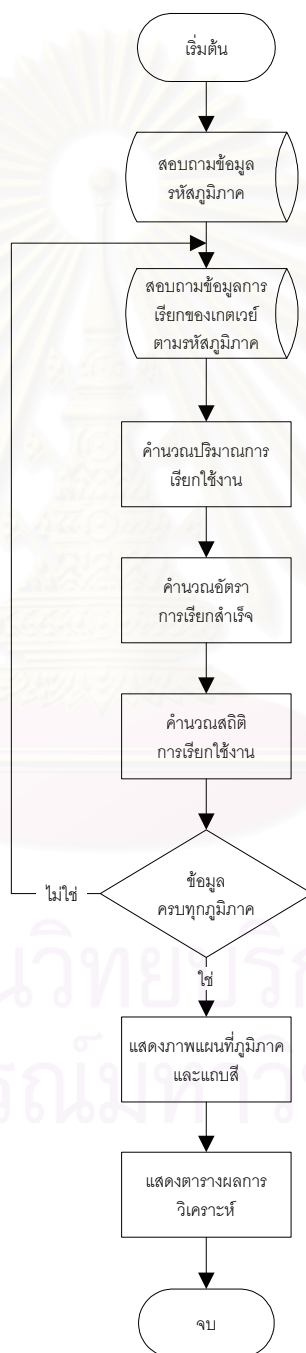 เริ่มต้น
สอบถามข้อมูล
รหัสภูมิภาค
สอบถามข้อมูลการ
เรียกของเกตเวย์
ตามรหัสภูมิภาค
คำนวณปริมาณการ
เรียกใช้งาน
คำนวณอัตรา
การเรียกสำเร็จ
คำนวณสถิติ
การเรียกใช้งาน
ข้อมูล
ครบทุกภูมิภาค
ไม่ใช่
ใช่
แสดงภาพแผนที่ภูมิภาค
และแถบสี
แสดงตารางผลการ
วิเคราะห์
จบ